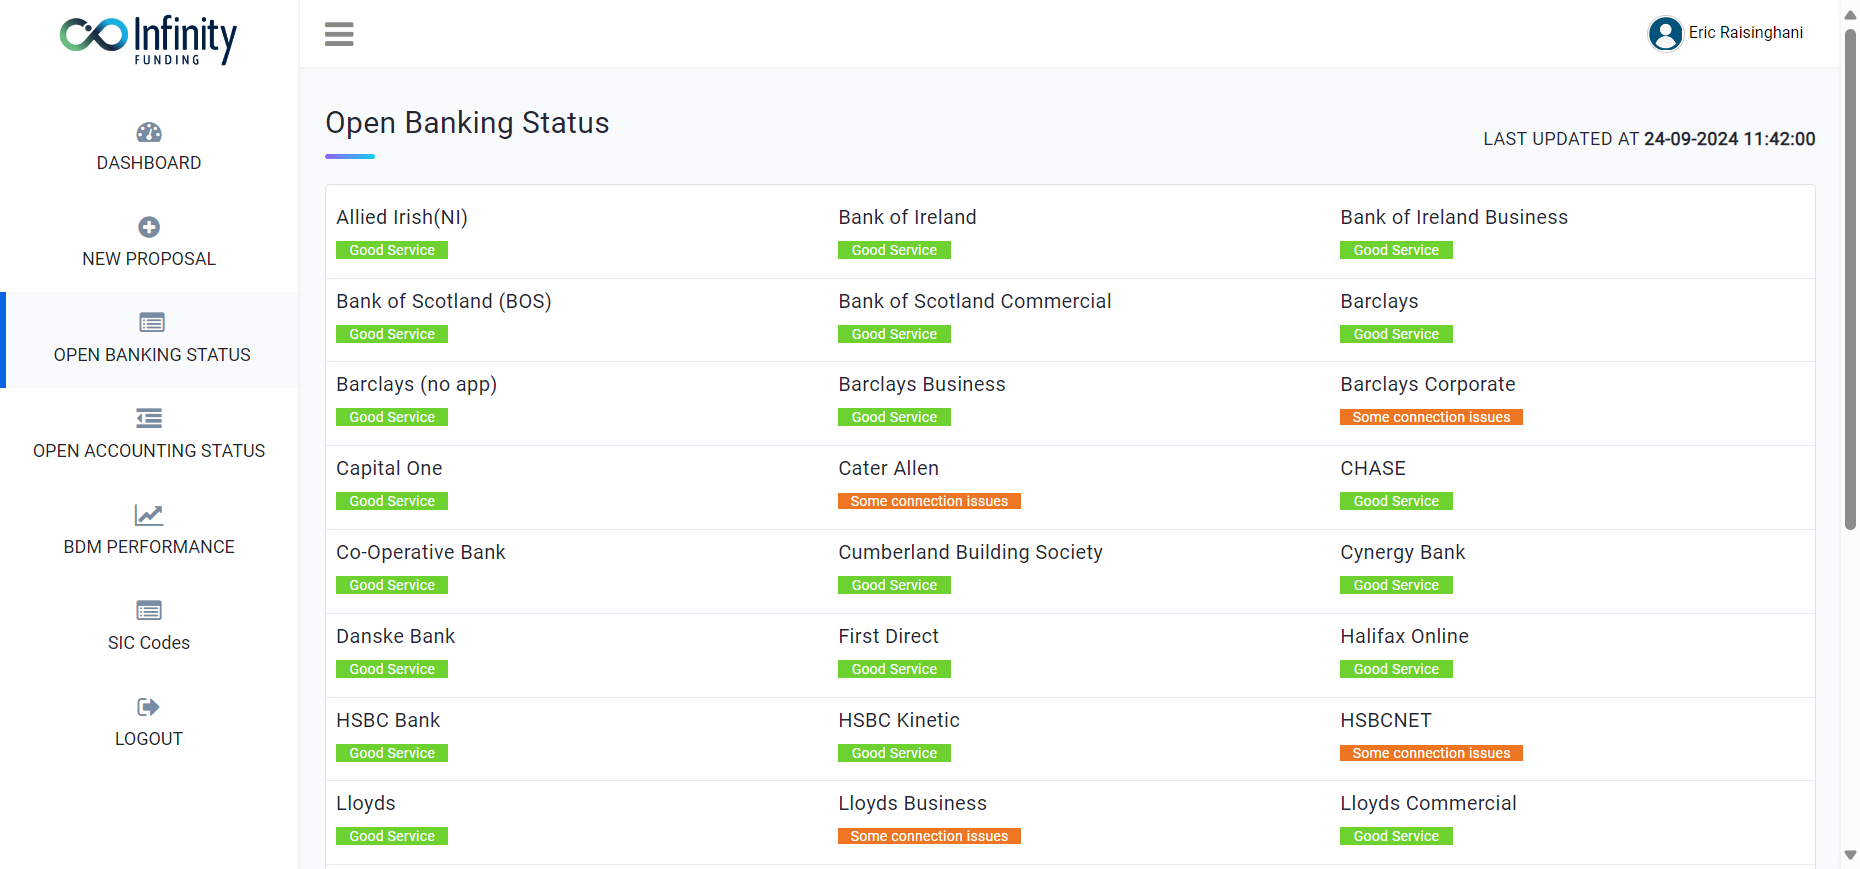 Infinity
FUNDING
DASHBOARD
NEW PROPOSAL
OPEN BANKING STATUS
OPEN ACCOUNTING STATUS
BDM PERFORMANCE
SIC Codes
LOGOUT
Eric Raisinghani
Open Banking Status
LAST UPDATED AT 24-09-2024 11:42:00
Allied Irish(NI)
Good Service
Bank of Ireland
Good Service
Bank of Ireland Business
Good Service
Bank of Scotland (BOS)
Good Service
Bank of Scotland Commercial
Good Service
Barclays
Good Service
Barclays (no app)
Good Service
Barclays Business
Good Service
Barclays Corporate
Some connection issues
Capital One
Good Service
Cater Allen
Some connection issues
CHASE
Good Service
Co-Operative Bank
Good Service
Cumberland Building Society
Good Service
Cynergy Bank
Good Service
Danske Bank
Good Service
First Direct
Good Service
Halifax Online
Good Service
HSBC Bank
Good Service
HSBC Kinetic
Good Service
HSBCNET
Some connection issues
Lloyds
Good Service
Lloyds Business
Some connection issues
Lloyds Commercial
Good Service